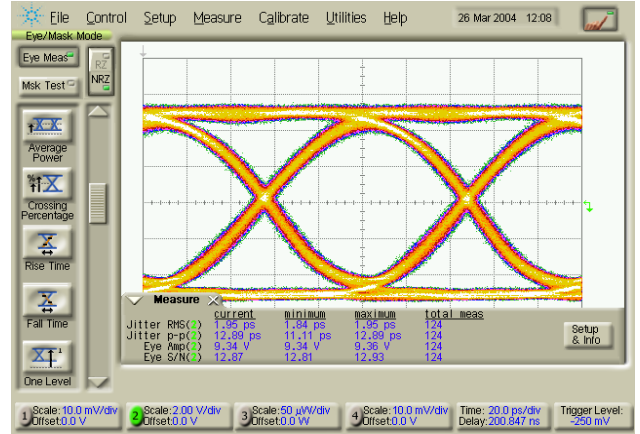 File Control Setup Measure Calibrate Utilities Help 26 Mar 2004 12:08
Eye/Mask Mode
Eye Meas
RZ
NRZ
Msk Test
Average Power
Crossing Percentage
Rise Time
Fall Time
One Level
Measure
current minimum maximum total meas
Jitter RMS(2) 1.95 ps 1.84 ps 1.95 ps 124
Jitter p-p(2) 12.89 ps 11.11 ps 12.89 ps 124
Eye Amp(2) 9.34 V 9.34 V 9.36 V 124
Eye S/N(2) 12.87 12.81 12.93 124
Setup & Info
1 Scale:10.0 mV/div Offset:0.0 V
2 Scale:2.00 V/div Offset:0.0 V
3 Scale:50 µW/div Offset:0.0 W
4 Scale:10.0 mV/div Offset:0.0 V
Time:20.0 ps/div Delay:200.847 ns
Trigger Level: -250 mV